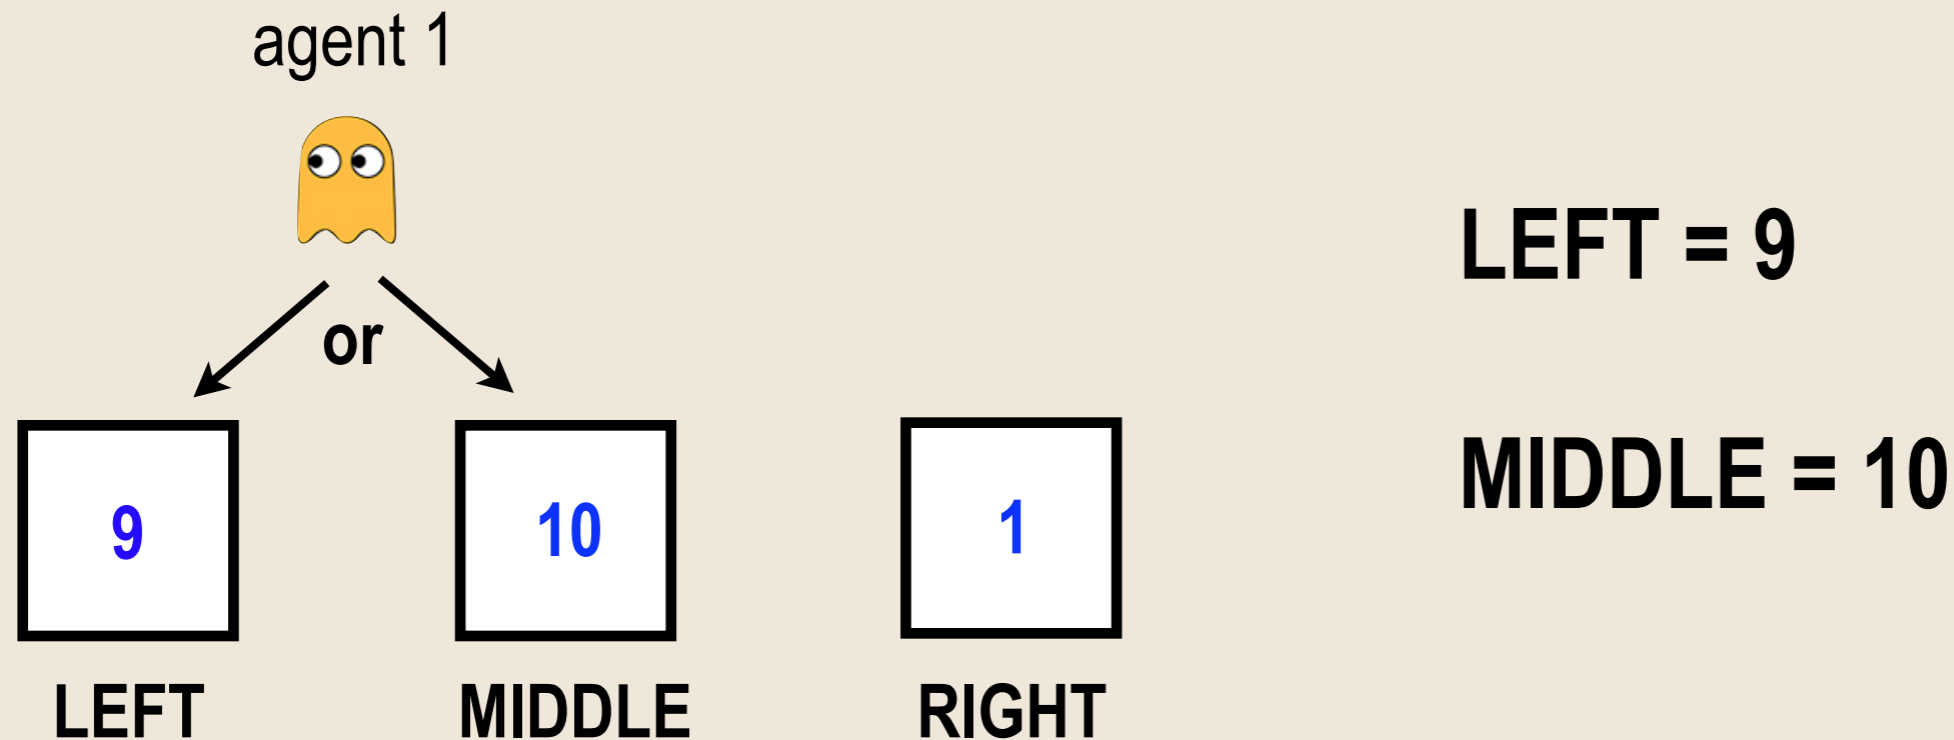 agent 1
or
9
10
1
LEFT
MIDDLE
RIGHT
LEFT = 9
MIDDLE = 10